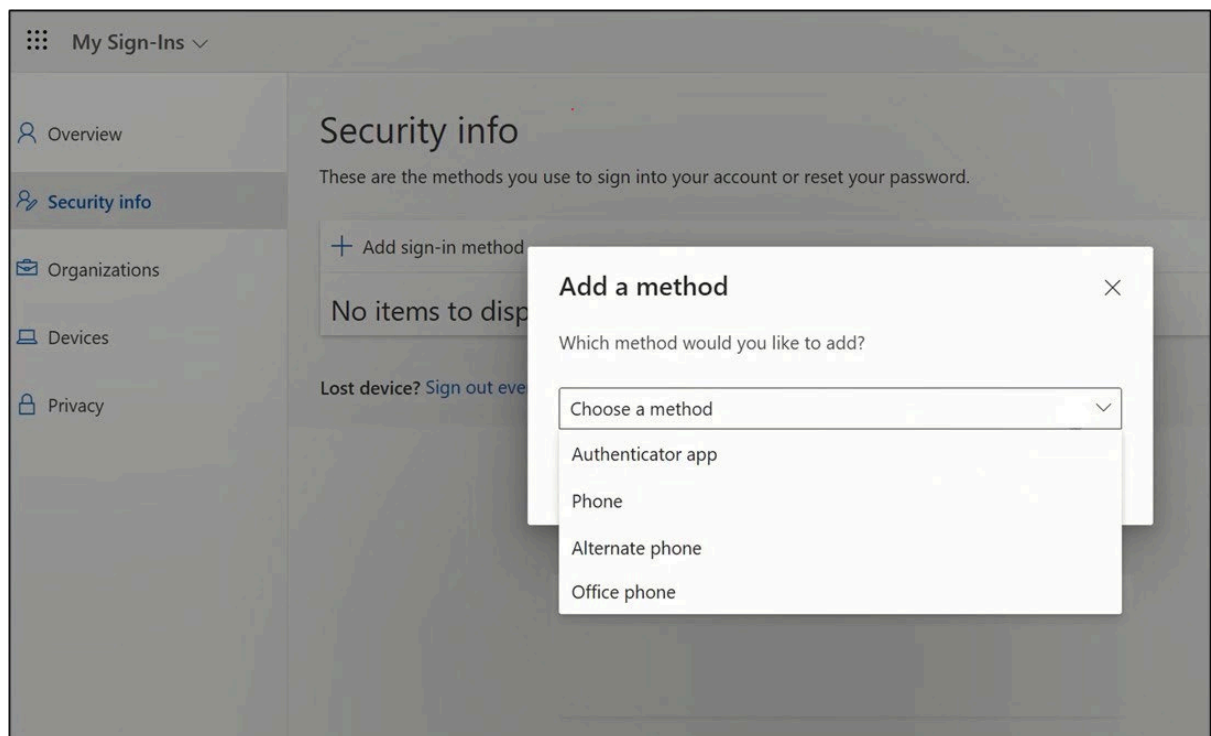 My Sign-Ins
Overview
Security info
Organizations
Devices
Privacy
Security info
These are the methods you use to sign into your account or reset your password.
Add sign-in method
No items to disp
Lost device? Sign out eve
Add a method
Which method would you like to add?
Choose a method
Authenticator app
Phone
Alternate phone
Office phone